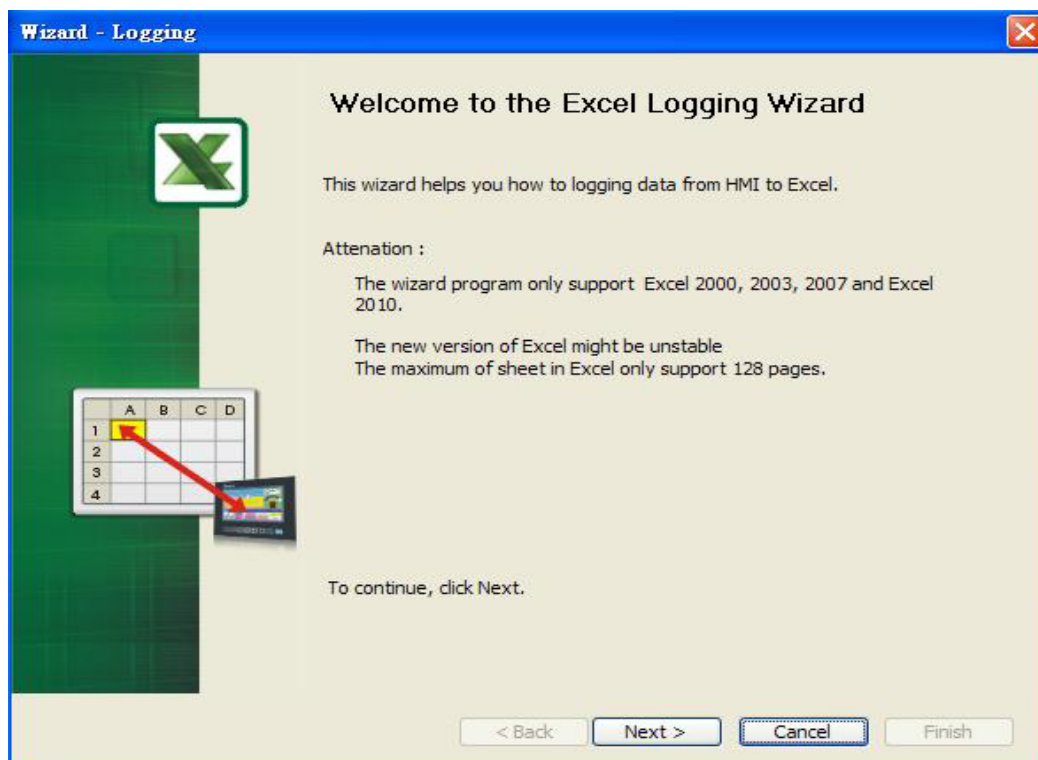 Wizard - Logging
Welcome to the Excel Logging Wizard
This wizard helps you how to logging data from HMI to Excel.
Attenation :
The wizard program only support Excel 2000, 2003, 2007 and Excel
2010.
The new version of Excel might be unstable
The maximum of sheet in Excel only support 128 pages.
A B C D
1
2
3
4
To continue, click Next.
< Back Next > Cancel Finish